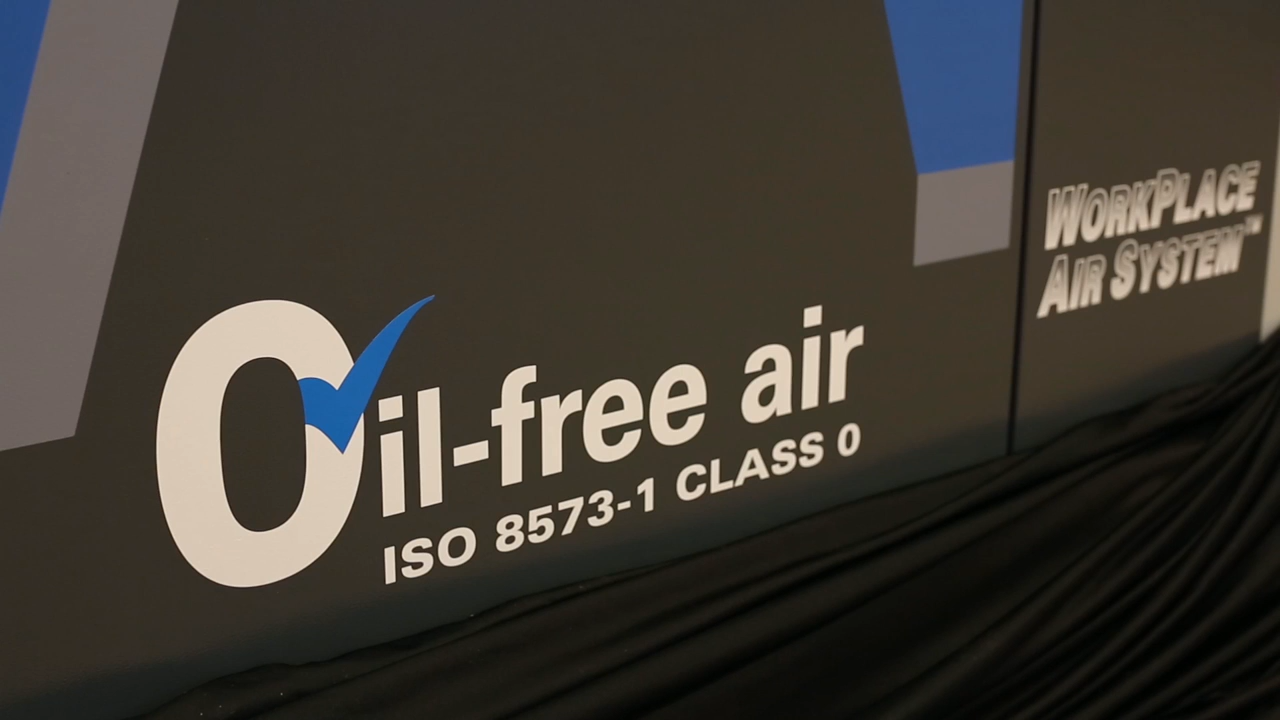 Oil-free air
ISO 8573-1 CLASS 0
WORKPLACE
AIR SYSTEM™